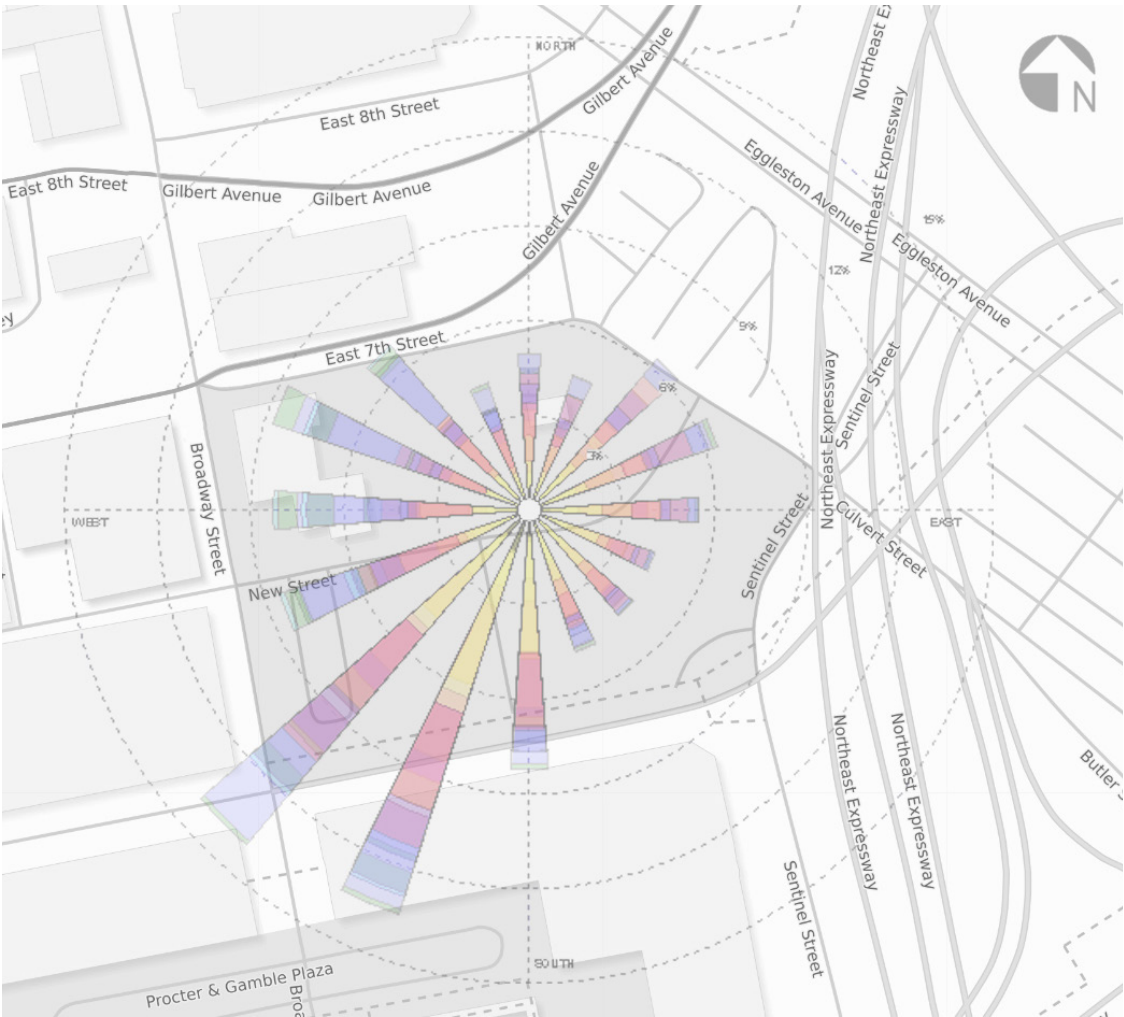 Northeast E
NORTH
Gilbert Avenue
N
East 8th Street
Northeast Expressway
Eggleston Avenue
East 8th Street
Gilbert Avenue
Gilbert Avenue
Gilbert Avenue
15%
Eggleston Avenue
12%
ey
9%
East 7th Street
6%
Northeast Expressway
Sentinel Street
3%
Broadway Street
WEST
EAST
Sentinel Street
Culvert Street
New Street
Northeast Expressway
Northeast Expressway
Butler S
Sentinel Street
SOUTH
Procter & Gamble Plaza
Broa